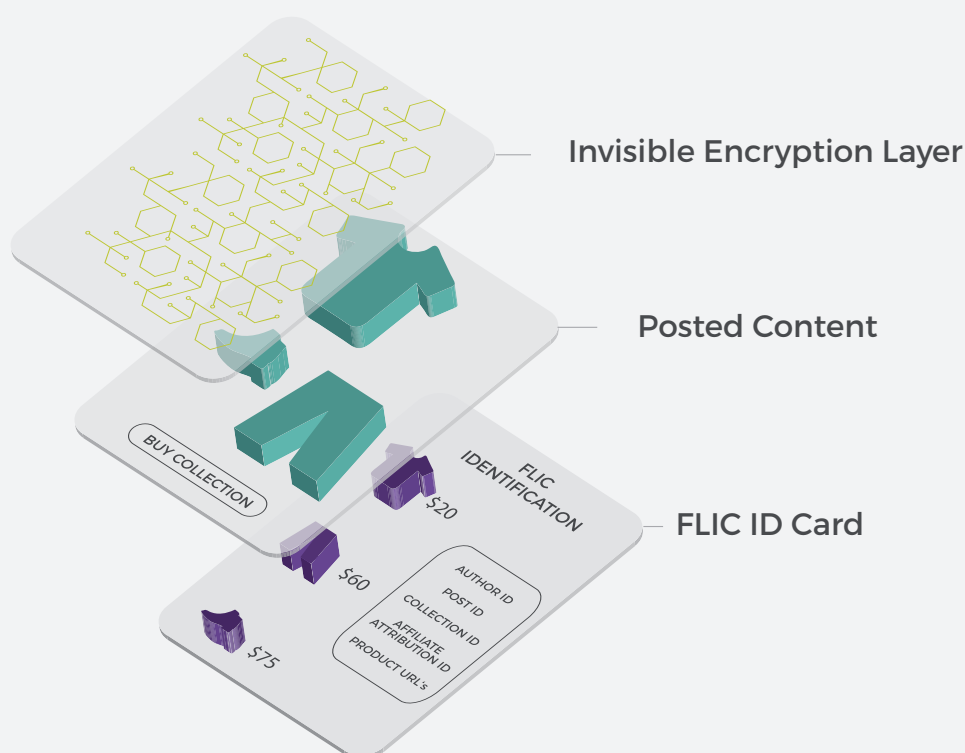 Invisible Encryption Layer
Posted Content
BUY COLLECTION
FLIC
IDENTIFICATION
$20
FLIC ID Card
$60
$75
AUTHOR ID
POST ID
COLLECTION ID
AFFILIATE
ATTRIBUTION ID
PRODUCT URL's